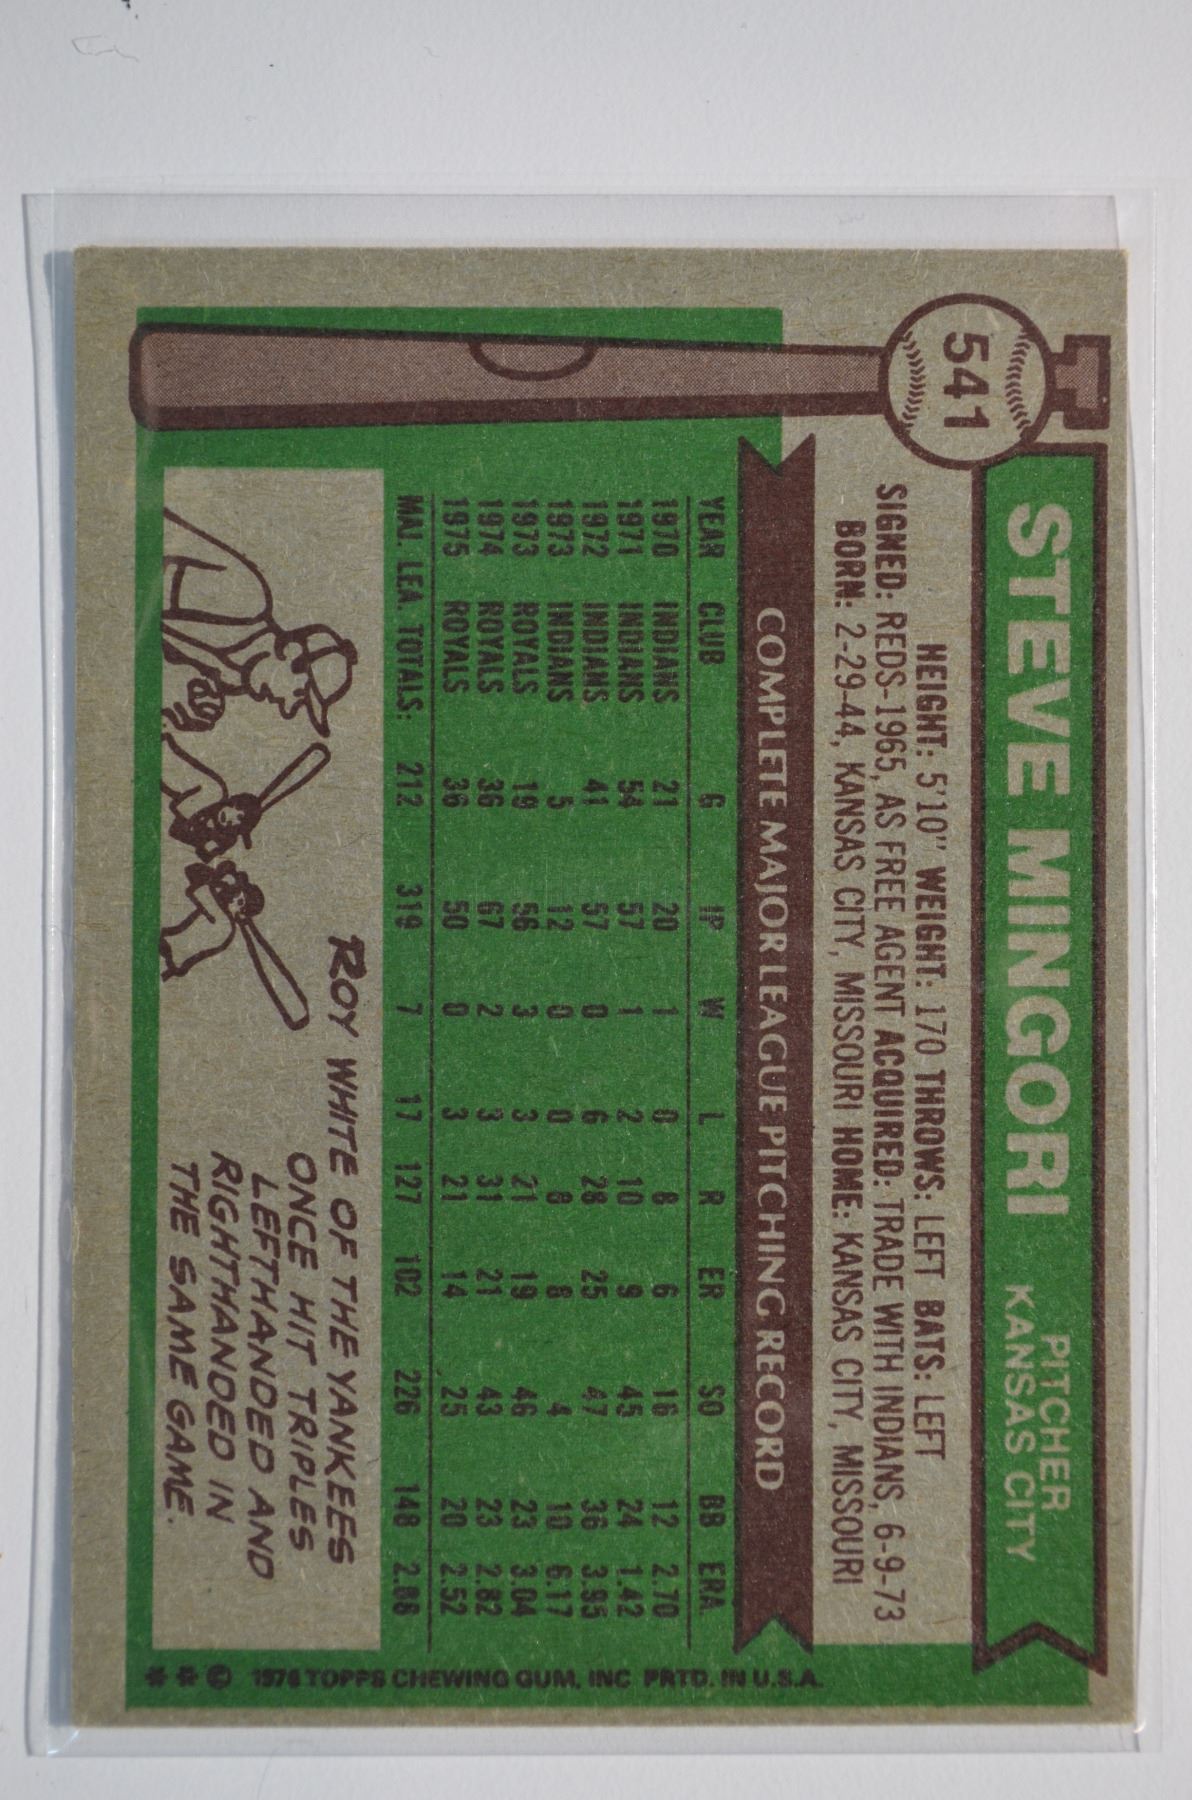 541
STEVE MINGORI
PITCHER
KANSAS CITY
HEIGHT: 5'10" WEIGHT: 170 THROWS: LEFT BATS: LEFT
SIGNED: REDS-1965, AS FREE AGENT ACQUIRED: TRADE WITH INDIANS, 6-9-73
BORN: 2-29-44, KANSAS CITY, MISSOURI HOME: KANSAS CITY, MISSOURI
COMPLETE MAJOR LEAGUE PITCHING RECORD
YEAR CLUB G IP W L R ER SO BB ERA
1970 INDIANS 21 20 1 0 8 6 16 12 2.70
1971 INDIANS 54 57 1 2 10 9 45 24 1.42
1972 INDIANS 41 57 0 6 28 25 47 36 3.95
1973 INDIANS 5 12 0 0 8 8 4 10 6.17
1973 ROYALS 19 56 3 3 21 19 46 23 3.04
1974 ROYALS 36 67 2 3 31 21 43 23 2.82
1975 ROYALS 36 50 0 3 21 14 25 20 2.52
MAJ. LEA. TOTALS: 212 319 7 17 127 102 226 148 2.88
ROY WHITE OF THE YANKEES
ONCE HIT TRIPLES
LEFTHANDED AND
RIGHTHANDED IN
THE SAME GAME.
* * © 1976 TOPPS CHEWING GUM, INC PRTD. IN U.S.A.